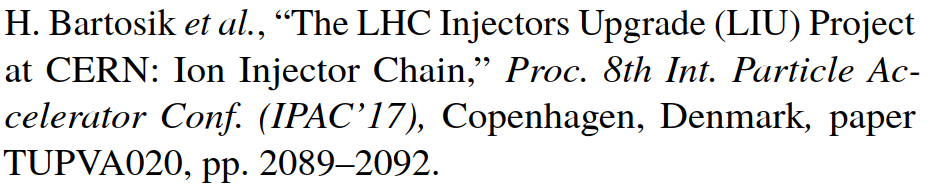 H. Bartosik et al., “The LHC Injectors Upgrade (LIU) Project
at CERN: Ion Injector Chain,” Proc. 8th Int. Particle Ac-
celerator Conf. (IPAC’17), Copenhagen, Denmark, paper
TUPVA020, pp. 2089–2092.